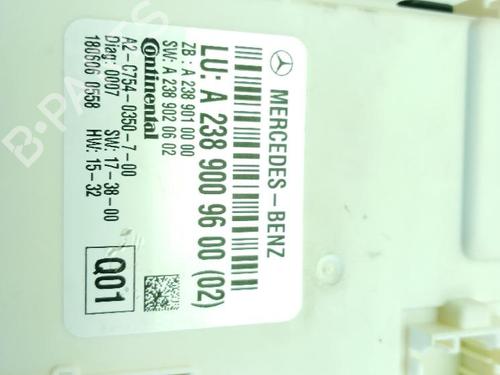 MERCEDES-BENZ
LU: A 238 900 96 00 (02)
ZB : A 238 901 00 00
SW: A 238 902 06 02
Continental
A2-C754-0350-7-00
Diag: 0007 SW: 17-38-00
180606 0558 HW: 15-32
Q01
B-PARTS